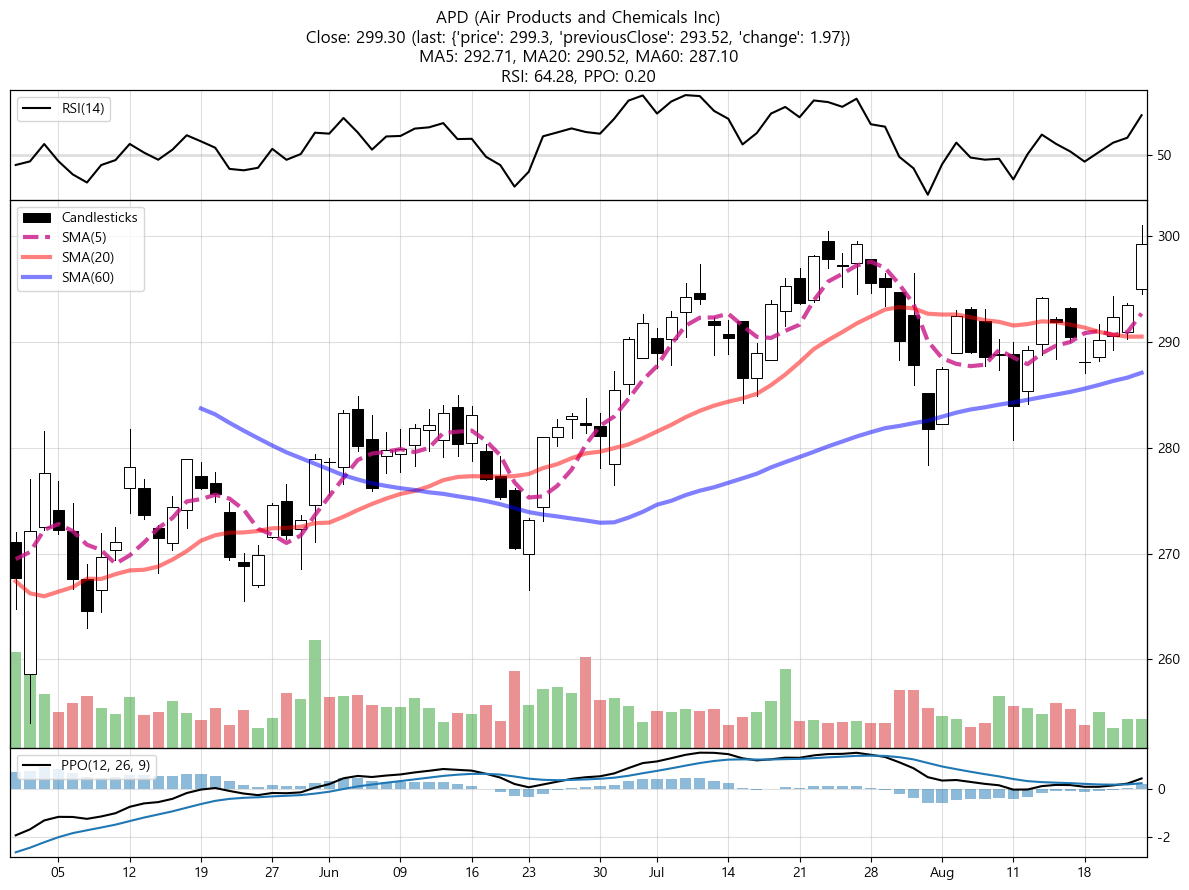 APD (Air Products and Chemicals Inc)
Close: 299.30 (last: {'price': 299.3, 'previousClose': 293.52, 'change': 1.97})
MA5: 292.71, MA20: 290.52, MA60: 287.10
RSI: 64.28, PPO: 0.20
RSI(14)
50
Candlesticks
SMA(5)
SMA(20)
SMA(60)
300
290
280
270
260
PPO(12, 26, 9)
0
-2
05 12 19 27 Jun 09 16 23 30 Jul 14 21 28 Aug 11 18